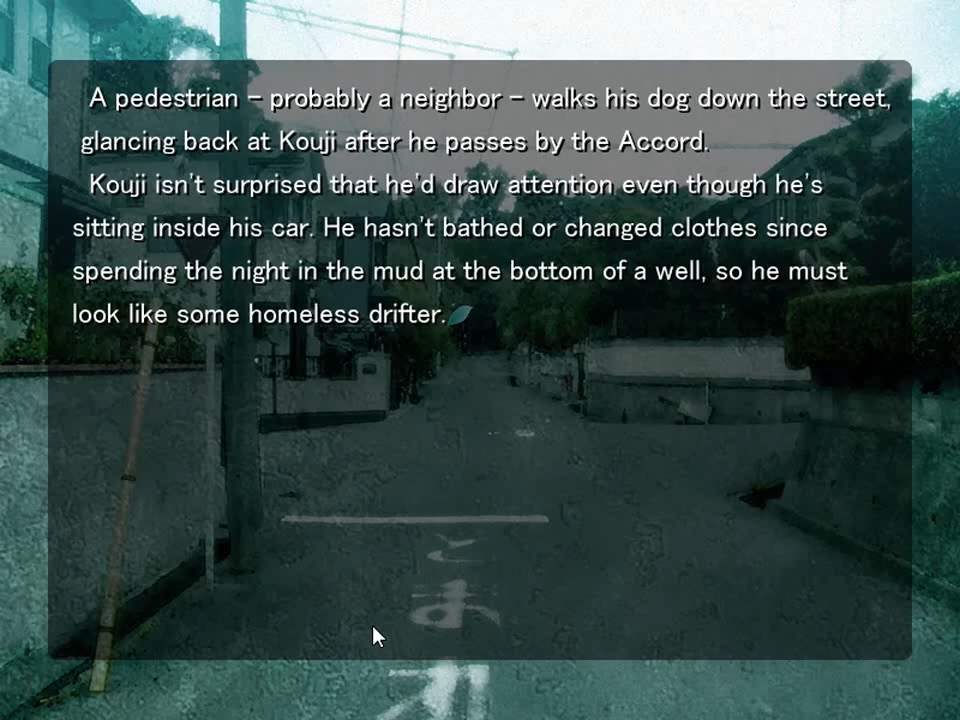 A pedestrian – probably a neighbor – walks his dog down the street,
glancing back at Kouji after he passes by the Accord.
Kouji isn't surprised that he'd draw attention even though he's
sitting inside his car. He hasn't bathed or changed clothes since
spending the night in the mud at the bottom of a well, so he must
look like some homeless drifter.
と
ま